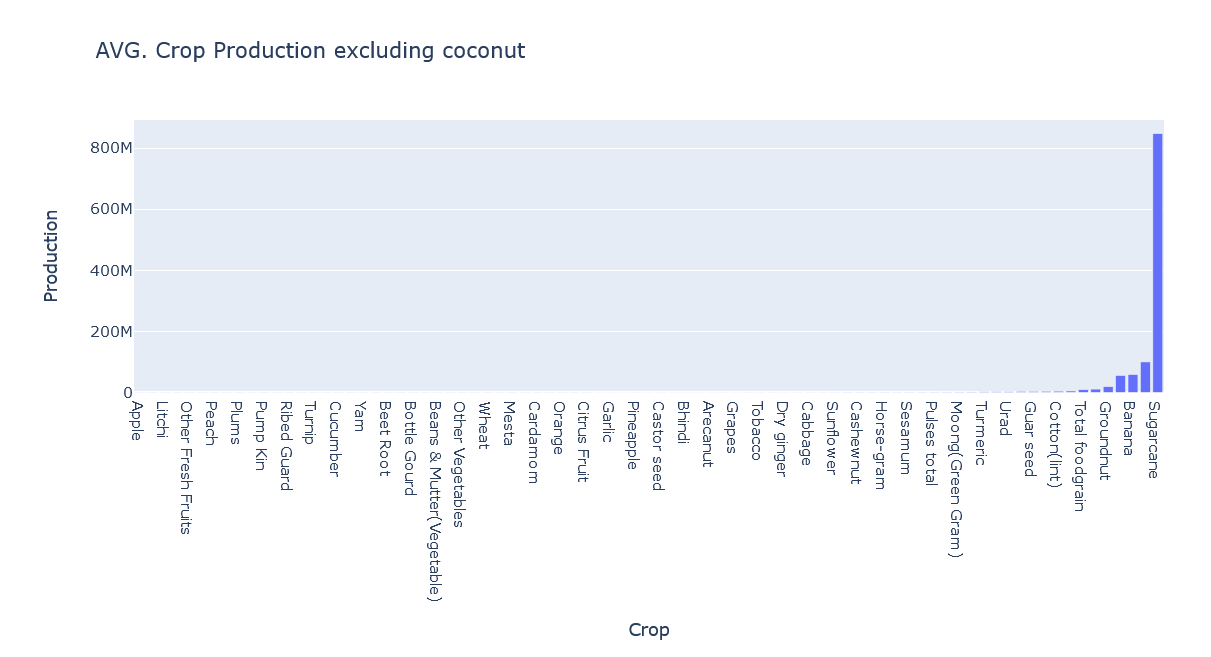 AVG. Crop Production excluding coconut
Production
800M
600M
400M
200M
0
Apple
Litchi
Other Fresh Fruits
Peach
Plums
Pump Kin
Ribed Guard
Turnip
Cucumber
Yam
Beet Root
Bottle Gourd
Beans & Mutter(Vegetable)
Other Vegetables
Wheat
Mesta
Cardamom
Orange
Citrus Fruit
Garlic
Pineapple
Castor seed
Bhindi
Arecanut
Grapes
Tobacco
Dry ginger
Cabbage
Sunflower
Cashewnut
Horse-gram
Sesamum
Pulses total
Moong(Green Gram)
Turmeric
Urad
Guar seed
Cotton(lint)
Total foodgrain
Groundnut
Banana
Sugarcane
Crop